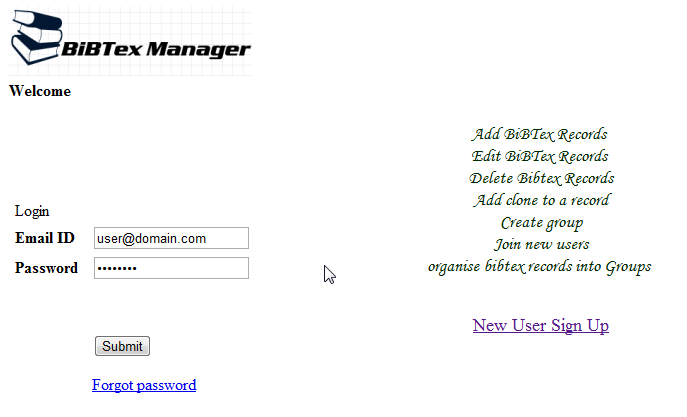 BiBTex Manager
Welcome
Add BiBTex Records
Edit BiBTex Records
Delete Bibtex Records
Add clone to a record
Create group
Join new users
organise bibtex records into Groups
Login
Email ID user@domain.com
Password ••••••••
New User Sign Up
Submit
Forgot password